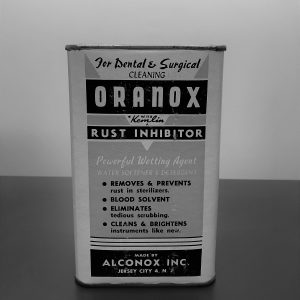 For Dental & Surgical
CLEANING
ORANOX
WITH
Kemlin
RUST INHIBITOR
Powerful Wetting Agent
WATER SOFTENER & DETERGENT
• REMOVES & PREVENTS
rust in sterilizers.
• BLOOD SOLVENT
• ELIMINATES
tedious scrubbing.
• CLEANS & BRIGHTENS
instruments like new.
MADE BY
ALCONOX INC.
JERSEY CITY 4, N. J.